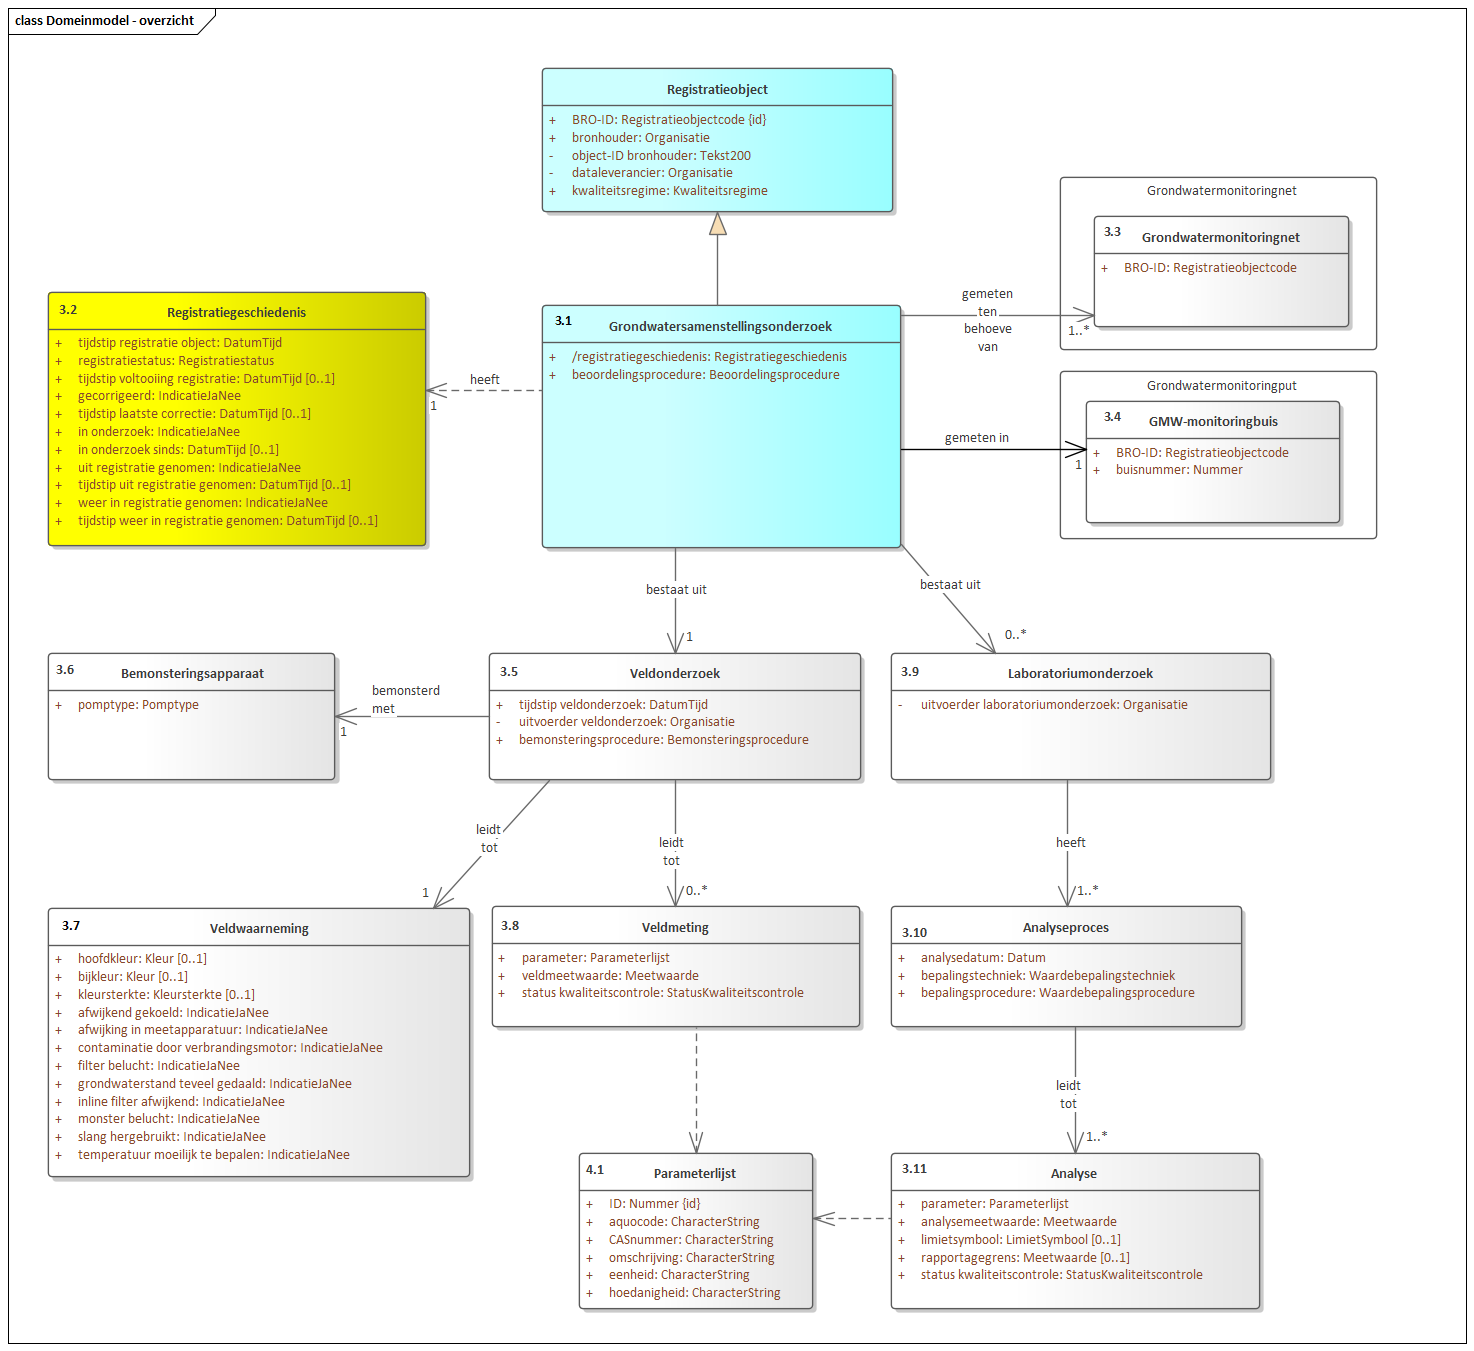 class Domeinmodel - overzicht
Registratieobject
+ BRO-ID: Registratieobjectcode {id}
+ bronhouder: Organisatie
- object-ID bronhouder: Tekst200
- dataleverancier: Organisatie
+ kwaliteitsregime: Kwaliteitsregime
Grondwatermonitoringnet
3.3 Grondwatermonitoringnet
+ BRO-ID: Registratieobjectcode
3.2 Registratiegeschiedenis
+ tijdstip registratie object: DatumTijd
+ registratiestatus: Registratiestatus
+ tijdstip voltooiing registratie: DatumTijd [0..1]
+ gecorrigeerd: IndicatieJaNee
+ tijdstip laatste correctie: DatumTijd [0..1]
+ in onderzoek: IndicatieJaNee
+ in onderzoek sinds: DatumTijd [0..1]
+ uit registratie genomen: IndicatieJaNee
+ tijdstip uit registratie genomen: DatumTijd [0..1]
+ weer in registratie genomen: IndicatieJaNee
+ tijdstip weer in registratie genomen: DatumTijd [0..1]
heeft
1
3.1 Grondwatersamenstellingsonderzoek
+ /registratiegeschiedenis: Registratiegeschiedenis
+ beoordelingsprocedure: Beoordelingsprocedure
gemeten
ten
behoeve
van
1..*
Grondwatermonitoringput
3.4 GMW-monitoringbuis
+ BRO-ID: Registratieobjectcode
+ buisnummer: Nummer
gemeten in
1
bestaat uit
1
bestaat uit
0..*
3.6 Bemonsteringsapparaat
+ pomptype: Pomptype
bemonsterd
met
1
3.5 Veldonderzoek
+ tijdstip veldonderzoek: DatumTijd
- uitvoerder veldonderzoek: Organisatie
+ bemonsteringsprocedure: Bemonsteringsprocedure
3.9 Laboratoriumonderzoek
- uitvoerder laboratoriumonderzoek: Organisatie
leidt
tot
1
leidt
tot
0..*
heeft
1..*
3.7 Veldwaarneming
+ hoofdkleur: Kleur [0..1]
+ bijkleur: Kleur [0..1]
+ kleursterkte: Kleursterkte [0..1]
+ afwijkend gekoeld: IndicatieJaNee
+ afwijking in meetapparatuur: IndicatieJaNee
+ contaminatie door verbrandingsmotor: IndicatieJaNee
+ filter belucht: IndicatieJaNee
+ grondwaterstand teveel gedaald: IndicatieJaNee
+ inline filter afwijkend: IndicatieJaNee
+ monster belucht: IndicatieJaNee
+ slang hergebruikt: IndicatieJaNee
+ temperatuur moeilijk te bepalen: IndicatieJaNee
3.8 Veldmeting
+ parameter: Parameterlijst
+ veldmeetwaarde: Meetwaarde
+ status kwaliteitscontrole: StatusKwaliteitscontrole
3.10 Analyseproces
+ analysedatum: Datum
+ bepalingstechniek: Waardebepalingstechniek
+ bepalingsprocedure: Waardebepalingsprocedure
leidt
tot
1..*
4.1 Parameterlijst
+ ID: Nummer {id}
+ aquocode: CharacterString
+ CASnummer: CharacterString
+ omschrijving: CharacterString
+ eenheid: CharacterString
+ hoedanigheid: CharacterString
3.11 Analyse
+ parameter: Parameterlijst
+ analysemeetwaarde: Meetwaarde
+ limietsymbool: LimietSymbool [0..1]
+ rapportagegrens: Meetwaarde [0..1]
+ status kwaliteitscontrole: StatusKwaliteitscontrole